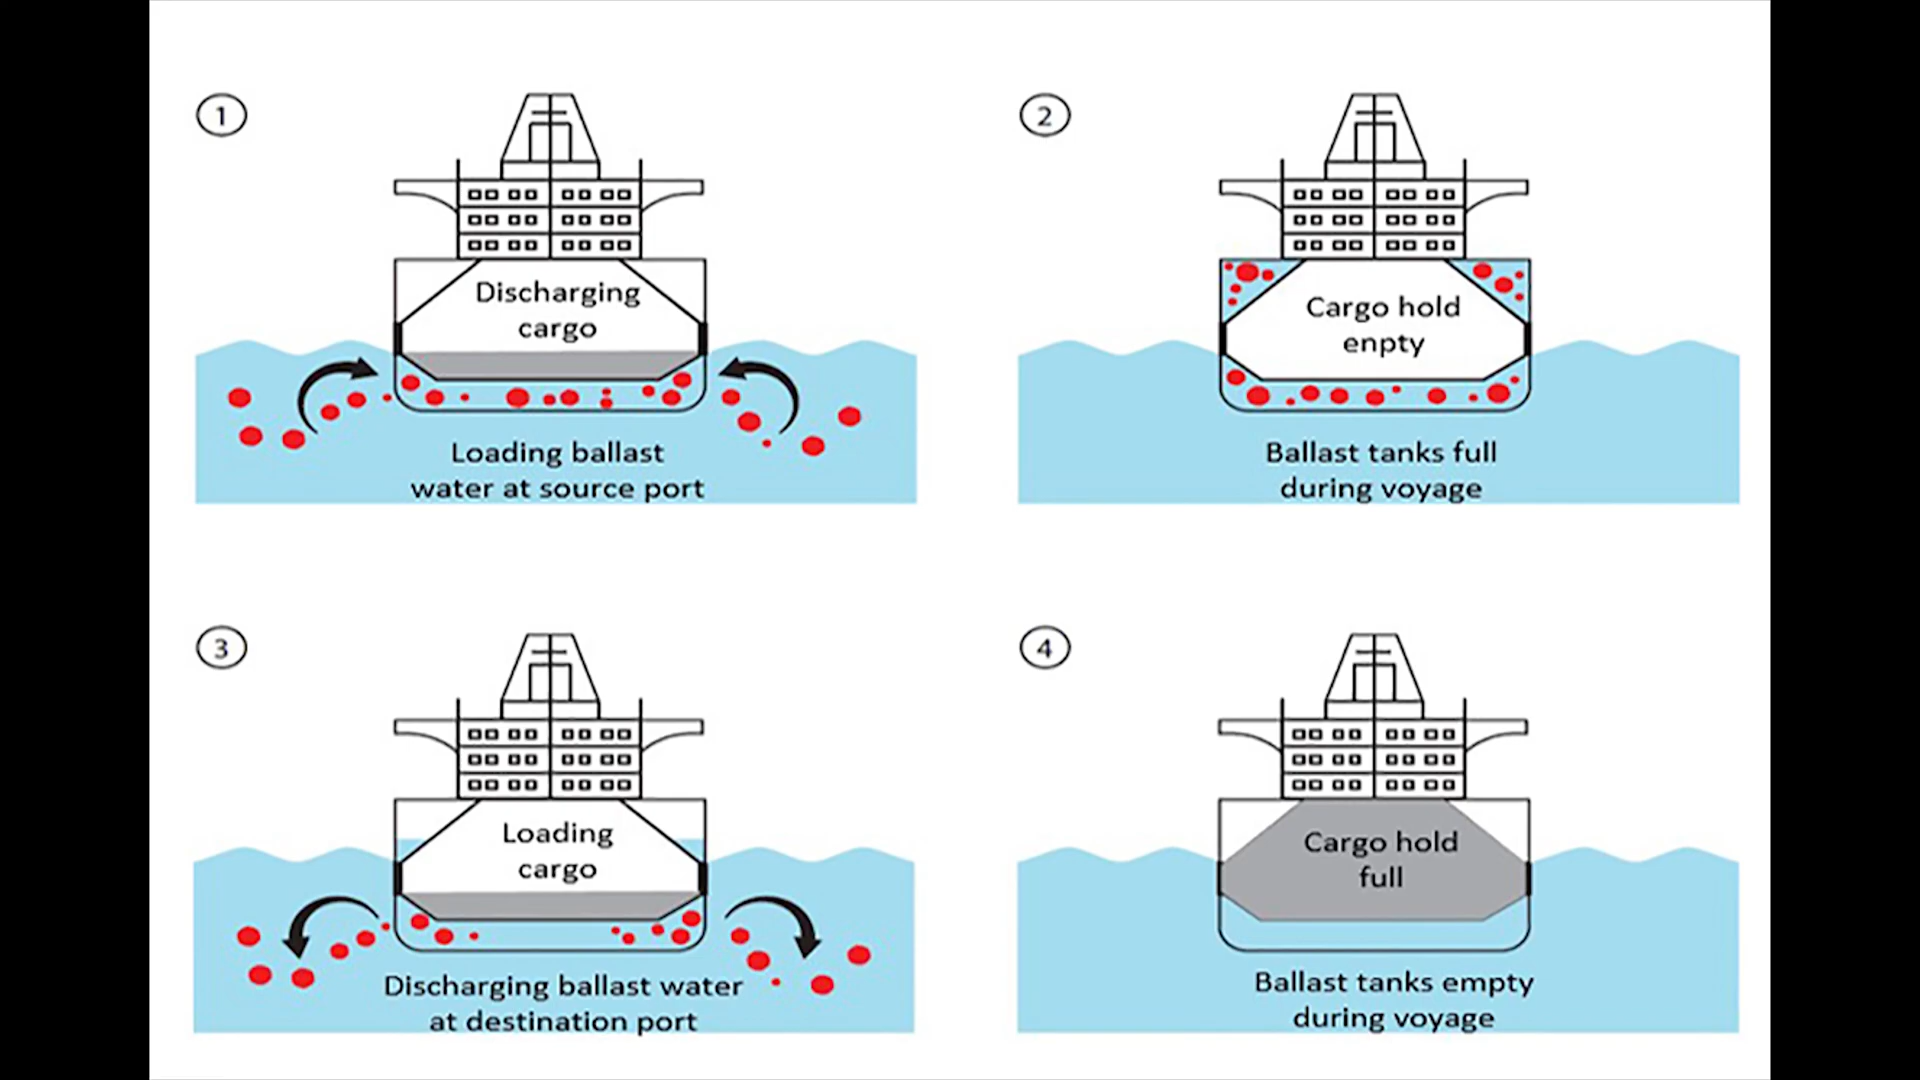 1
Discharging
cargo
Loading ballast
water at source port
2
Cargo hold
enpty
Ballast tanks full
during voyage
3
Loading
cargo
Discharging ballast water
at destination port
4
Cargo hold
full
Ballast tanks empty
during voyage